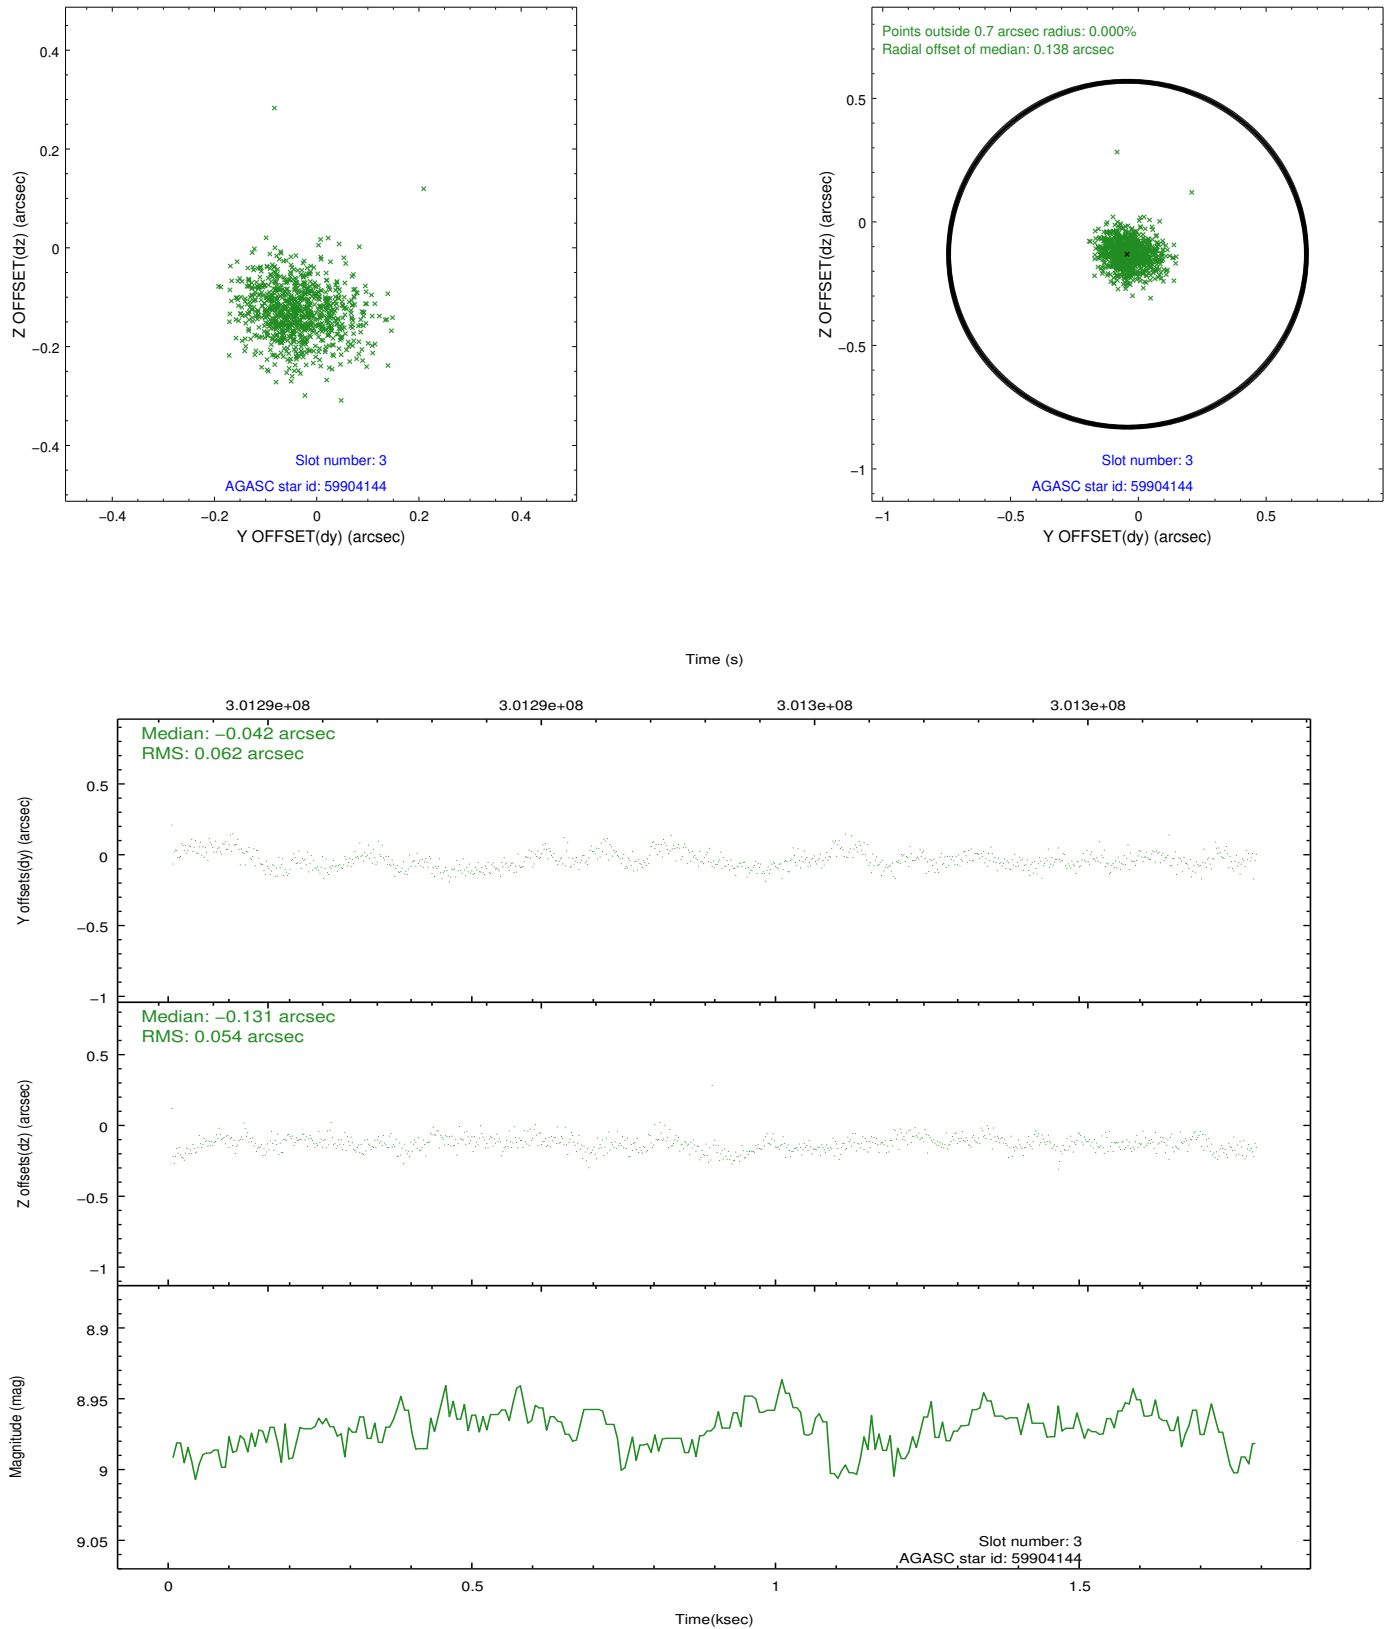 0.4
0.2
0
−0.2
−0.4
Z OFFSET(dz) (arcsec)
Slot number: 3
AGASC star id: 59904144
−0.4
−0.2
0
0.2
0.4
Y OFFSET(dy) (arcsec)
Points outside 0.7 arcsec radius: 0.000%
Radial offset of median: 0.138 arcsec
0.5
0
−0.5
−1
Z OFFSET(dz) (arcsec)
Slot number: 3
AGASC star id: 59904144
−1
−0.5
0
0.5
Y OFFSET(dy) (arcsec)
Time (s)
3.0129e+08
3.0129e+08
3.013e+08
3.013e+08
Median: −0.042 arcsec
RMS: 0.062 arcsec
0.5
0
−0.5
−1
Y offsets(dy) (arcsec)
Median: −0.131 arcsec
RMS: 0.054 arcsec
0.5
0
−0.5
−1
Z offsets(dz) (arcsec)
8.9
8.95
9
9.05
Magnitude (mag)
Slot number: 3
AGASC star id: 59904144
0
0.5
1
1.5
Time(ksec)